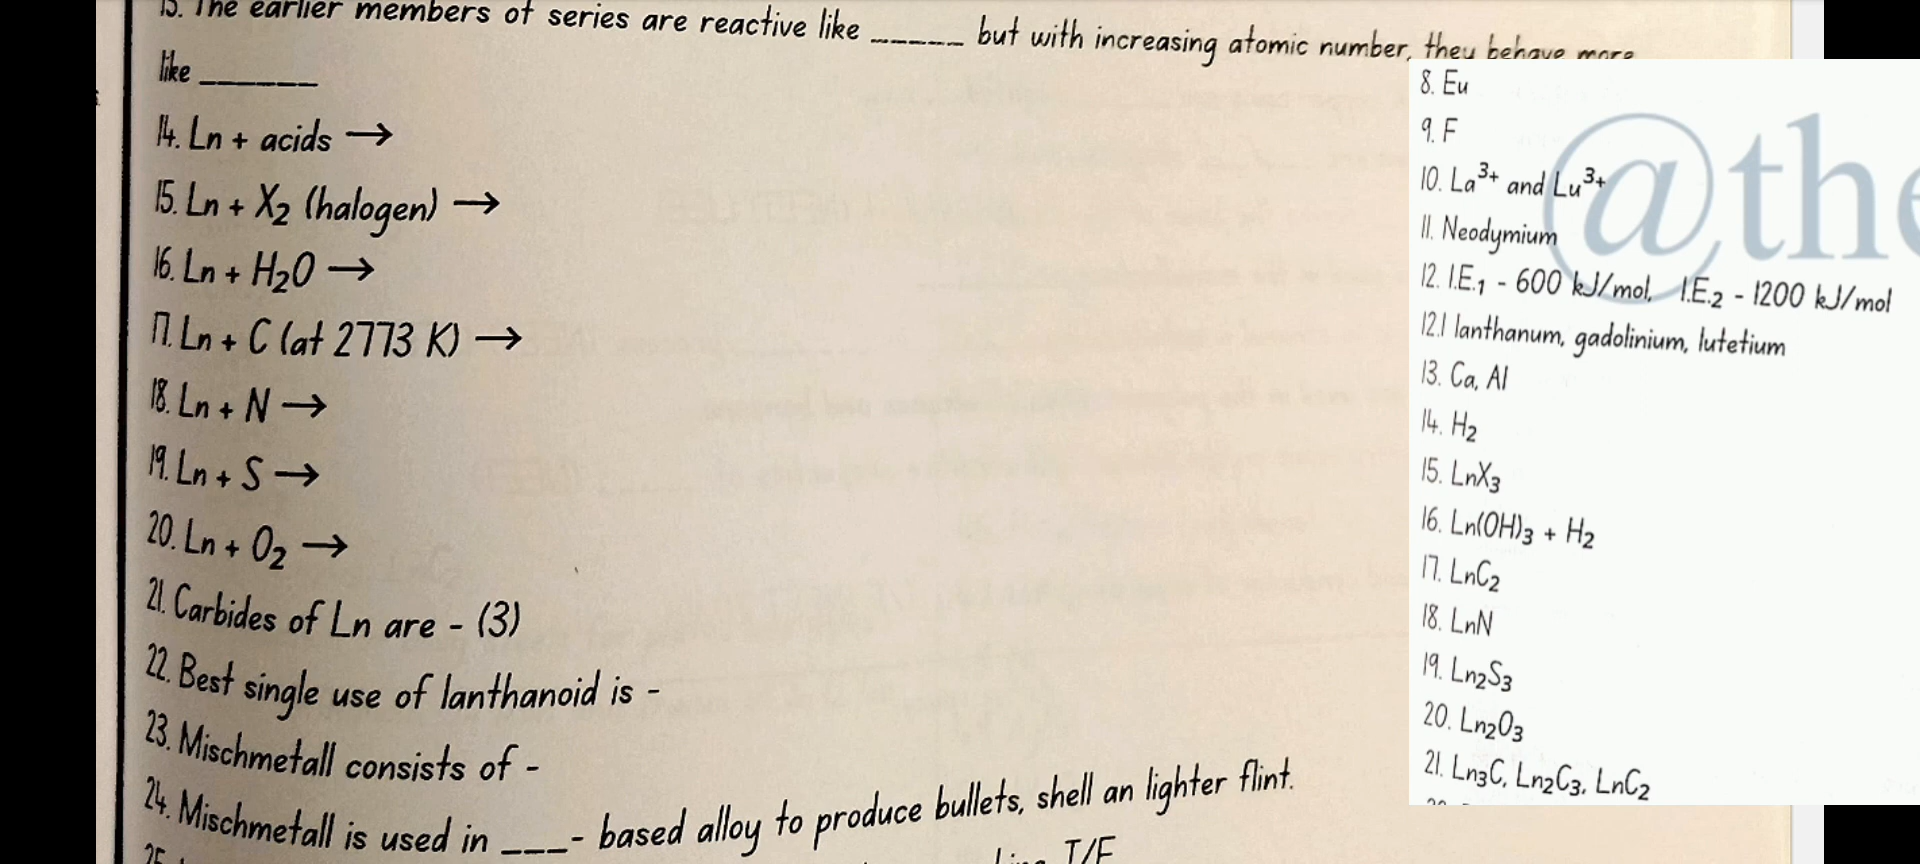 13. The earlier members of series are reactive like ______ but with increasing atomic number, they behave more
like ______
14. Ln + acids →
15. Ln + X₂ (halogen) →
16. Ln + H₂O →
17. Ln + C (at 2773 K) →
18. Ln + N →
19. Ln + S →
20. Ln + O₂ →
21. Carbides of Ln are - (3)
22. Best single use of lanthanoid is -
23. Mischmetall consists of -
24. Mischmetall is used in ____- based alloy to produce bullets, shell an lighter flint.
25.
T/F
8. Eu
9. F
10. La³⁺ and Lu³⁺
11. Neodymium
12. I.E.₁ - 600 kJ/mol, I.E.₂ - 1200 kJ/mol
12.1 lanthanum, gadolinium, lutetium
13. Ca, Al
14. H₂
15. LnX₃
16. Ln(OH)₃ + H₂
17. LnC₂
18. LnN
19. Ln₂S₃
20. Ln₂O₃
21. Ln₃C, Ln₂C₃, LnC₂
@the